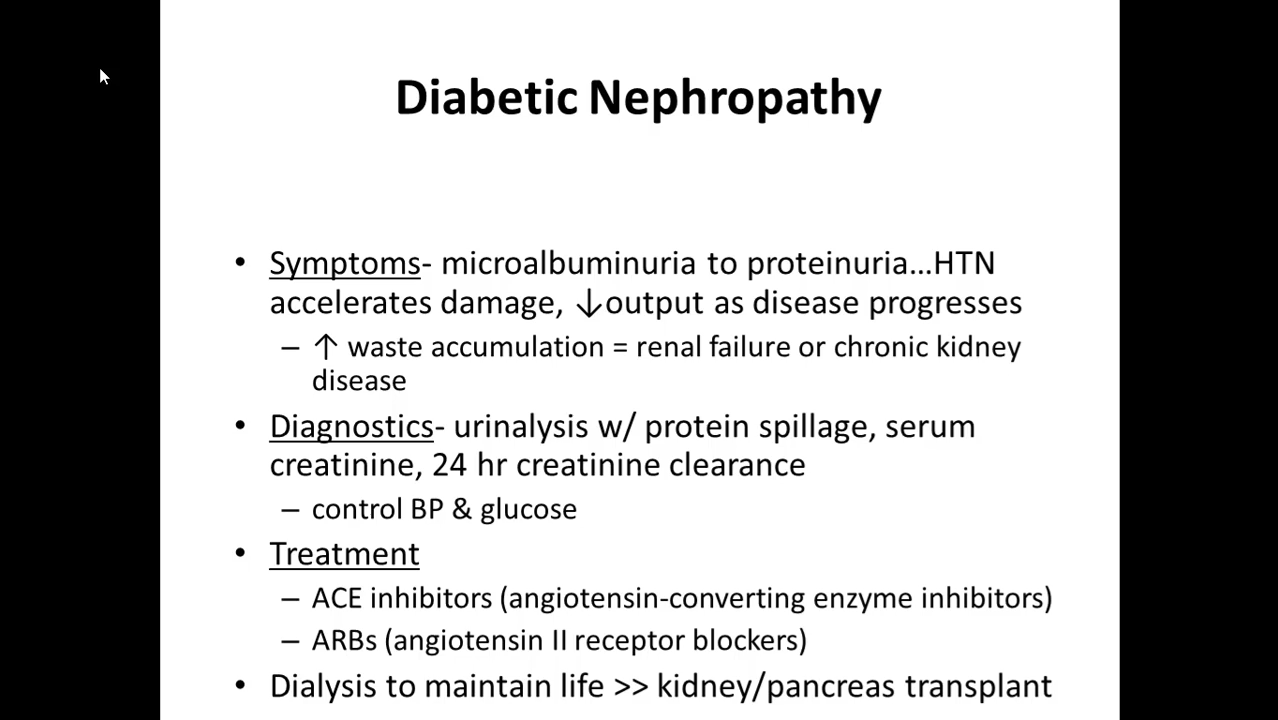 Diabetic Nephropathy
• Symptoms- microalbuminuria to proteinuria...HTN
accelerates damage, ↓output as disease progresses
– ↑ waste accumulation = renal failure or chronic kidney
disease
• Diagnostics- urinalysis w/ protein spillage, serum
creatinine, 24 hr creatinine clearance
– control BP & glucose
• Treatment
– ACE inhibitors (angiotensin-converting enzyme inhibitors)
– ARBs (angiotensin II receptor blockers)
• Dialysis to maintain life >> kidney/pancreas transplant